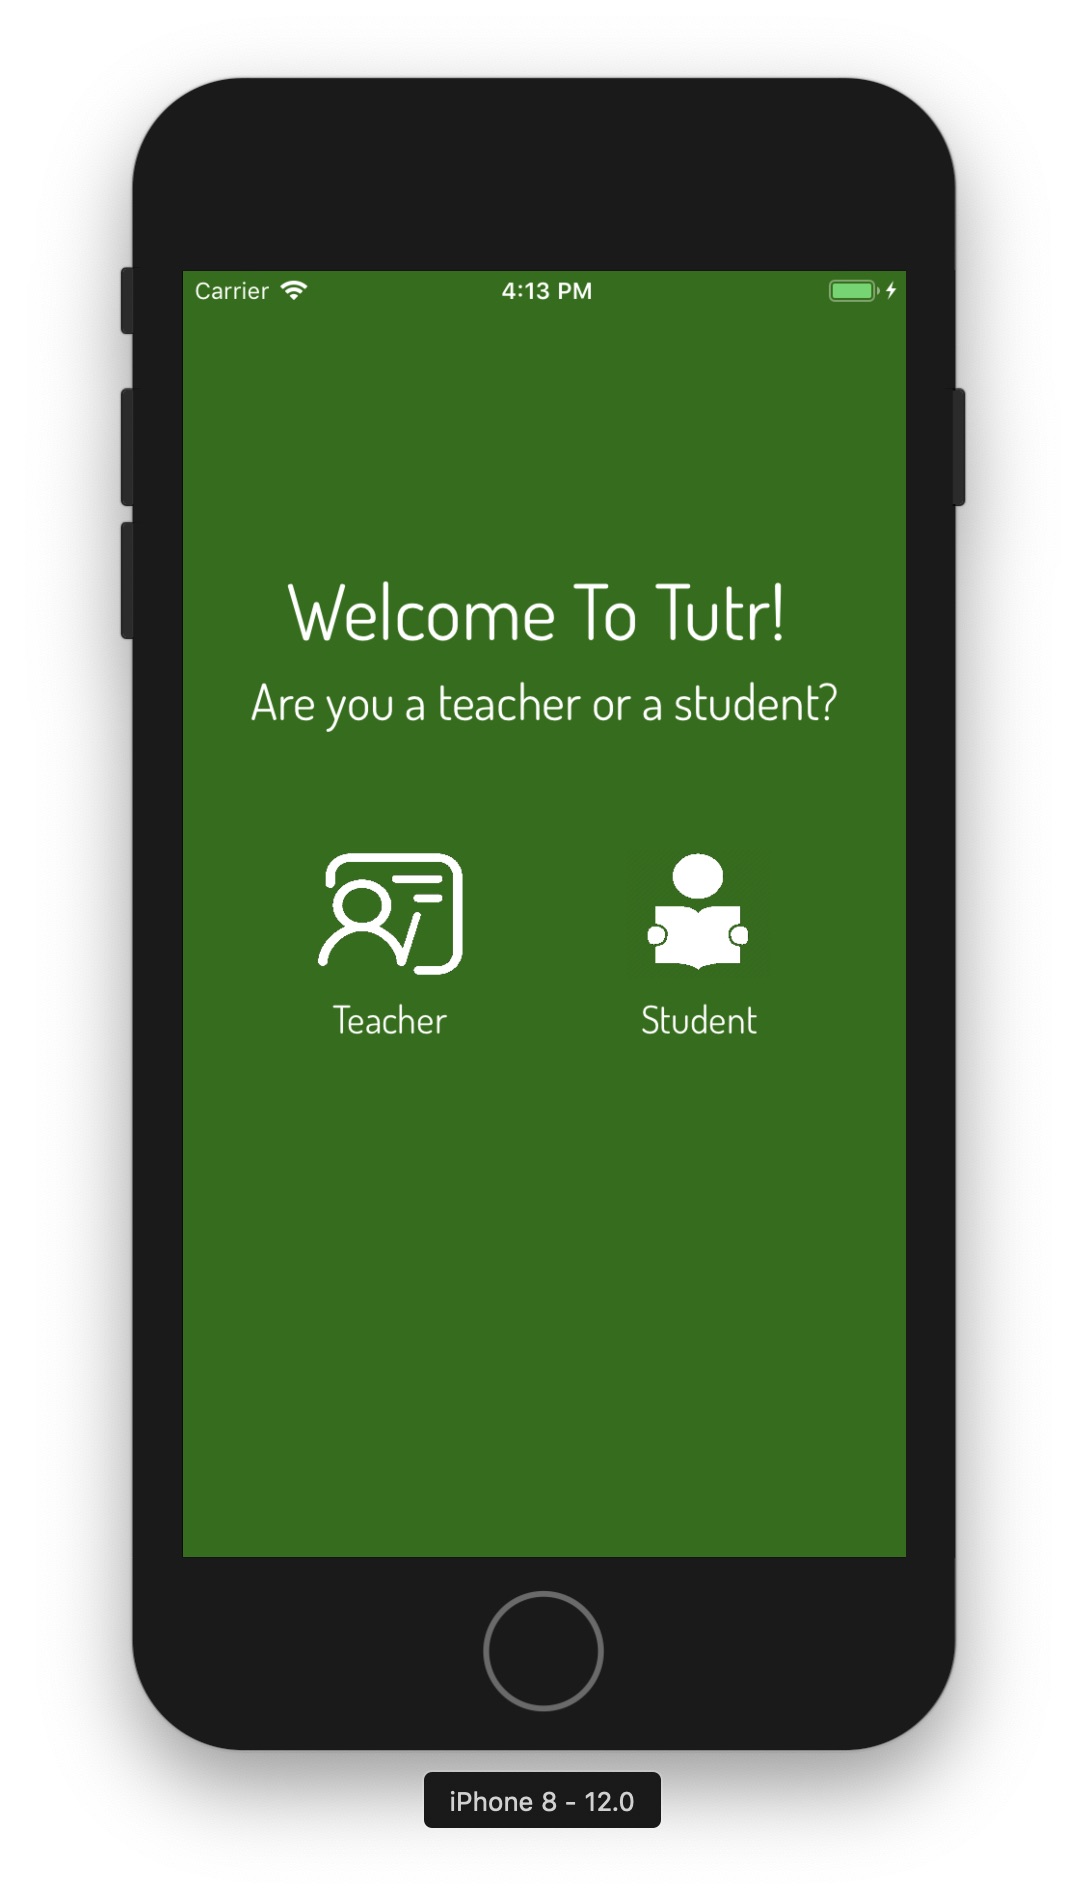 Carrier 4:13 PM
Welcome To Tutr!
Are you a teacher or a student?
Teacher Student
iPhone 8 - 12.0